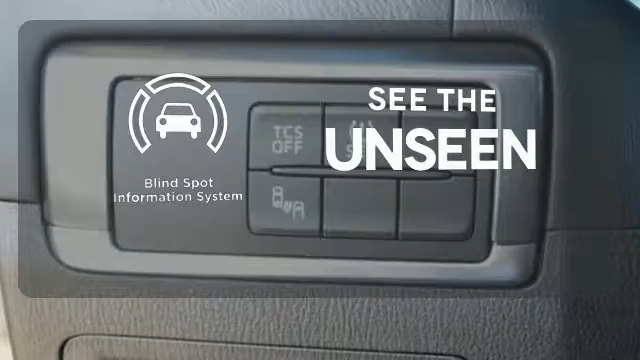 SEE THE
UNSEEN
TCS
OFF
Blind Spot
Information System